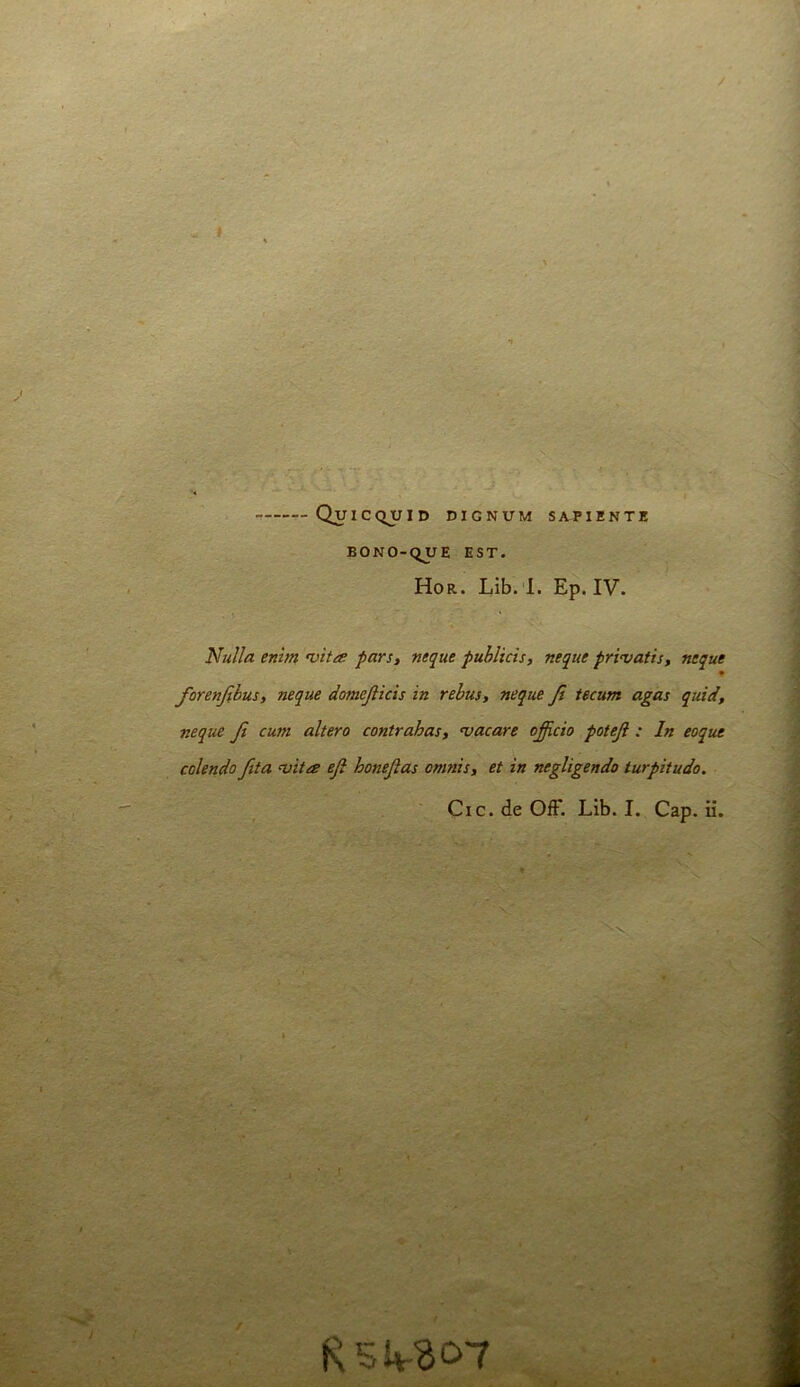 ------ QUICQUID DIGNUM SAPIENTE
BONO-QUE EST.
HOR. Lib. I. Ep. IV.
Nulla enim vitæ pars, neque publicis, neque privatis, neque
forenſibus, neque domeſticis in rebus, neque ſi tecum agas quid,
neque ſi cum altero contrahas, vacare officio poteſt : In eoque
colendo ſita vitæ eſt honeſtas omnis, et in negligendo turpitudo.
CIC. de Off. Lib. I. Cap. ii.
R54807